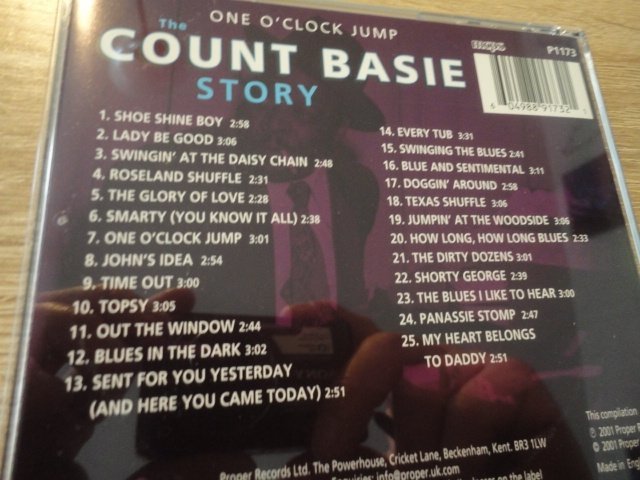 ONE O'CLOCK JUMP
The
COUNT BASIE
STORY
mcps
P1173
04988 91732
1. SHOE SHINE BOY 2:58
2. LADY BE GOOD 3:06
3. SWINGIN' AT THE DAISY CHAIN 2:48
4. ROSELAND SHUFFLE 2:31
5. THE GLORY OF LOVE 2:28
6. SMARTY (YOU KNOW IT ALL) 2:38
7. ONE O'CLOCK JUMP 3:01
8. JOHN'S IDEA 2:54
9. TIME OUT 3:00
10. TOPSY 3:05
11. OUT THE WINDOW 2:44
12. BLUES IN THE DARK 3:02
13. SENT FOR YOU YESTERDAY
(AND HERE YOU CAME TODAY) 2:51
14. EVERY TUB 3:31
15. SWINGING THE BLUES 2:41
16. BLUE AND SENTIMENTAL 3:11
17. DOGGIN' AROUND 2:58
18. TEXAS SHUFFLE 3:06
19. JUMPIN' AT THE WOODSIDE 3:06
20. HOW LONG, HOW LONG BLUES 2:33
21. THE DIRTY DOZENS 3:01
22. SHORTY GEORGE 2:39
23. THE BLUES I LIKE TO HEAR 3:00
24. PANASSIE STOMP 2:47
25. MY HEART BELONGS
TO DADDY 2:51
This compilation
℗ 2001 Proper
© 2001 Proper
Made in Eng
Proper Records Ltd. The Powerhouse, Cricket Lane, Beckenham, Kent. BR3 1LW
Enquiries: info@proper.uk.com
on the label